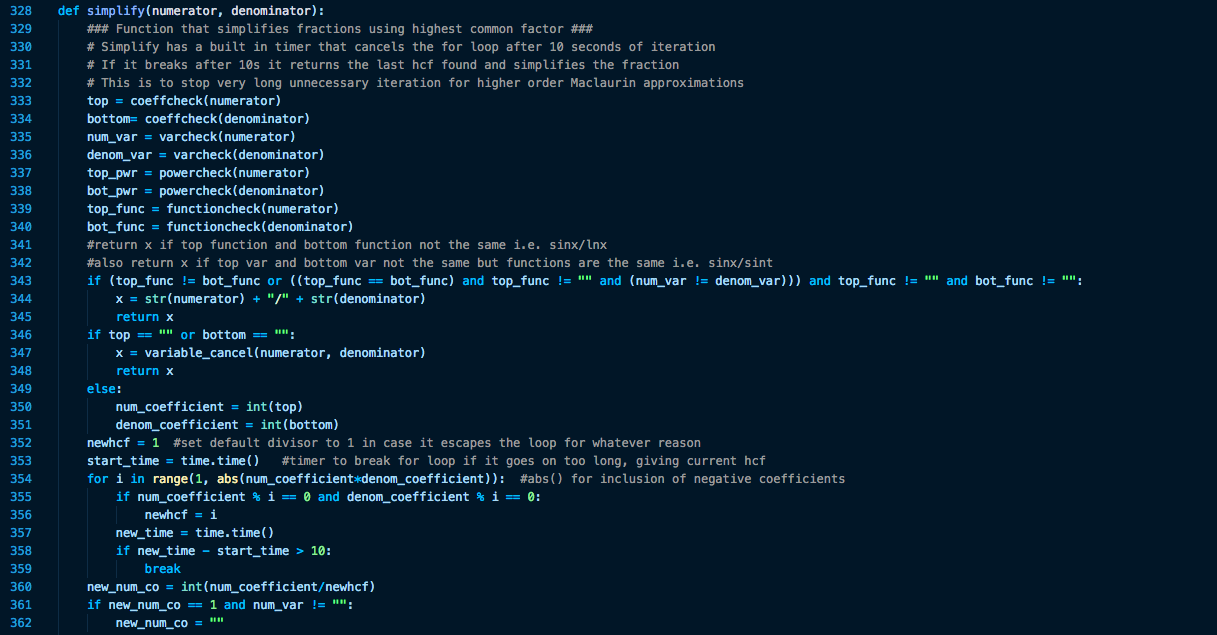 328 def simplify(numerator, denominator):
329 ### Function that simplifies fractions using highest common factor ###
330 # Simplify has a built in timer that cancels the for loop after 10 seconds of iteration
331 # If it breaks after 10s it returns the last hcf found and simplifies the fraction
332 # This is to stop very long unnecessary iteration for higher order Maclaurin approximations
333 top = coeffcheck(numerator)
334 bottom= coeffcheck(denominator)
335 num_var = varcheck(numerator)
336 denom_var = varcheck(denominator)
337 top_pwr = powercheck(numerator)
338 bot_pwr = powercheck(denominator)
339 top_func = functioncheck(numerator)
340 bot_func = functioncheck(denominator)
341 #return x if top function and bottom function not the same i.e. sinx/lnx
342 #also return x if top var and bottom var not the same but functions are the same i.e. sinx/sint
343 if (top_func != bot_func or ((top_func == bot_func) and top_func != "" and (num_var != denom_var))) and top_func != "" and bot_func != "":
344 x = str(numerator) + "/" + str(denominator)
345 return x
346 if top == "" or bottom == "":
347 x = variable_cancel(numerator, denominator)
348 return x
349 else:
350 num_coefficient = int(top)
351 denom_coefficient = int(bottom)
352 newhcf = 1 #set default divisor to 1 in case it escapes the loop for whatever reason
353 start_time = time.time() #timer to break for loop if it goes on too long, giving current hcf
354 for i in range(1, abs(num_coefficient*denom_coefficient)): #abs() for inclusion of negative coefficients
355 if num_coefficient % i == 0 and denom_coefficient % i == 0:
356 newhcf = i
357 new_time = time.time()
358 if new_time - start_time > 10:
359 break
360 new_num_co = int(num_coefficient/newhcf)
361 if new_num_co == 1 and num_var != "":
362 new_num_co = ""